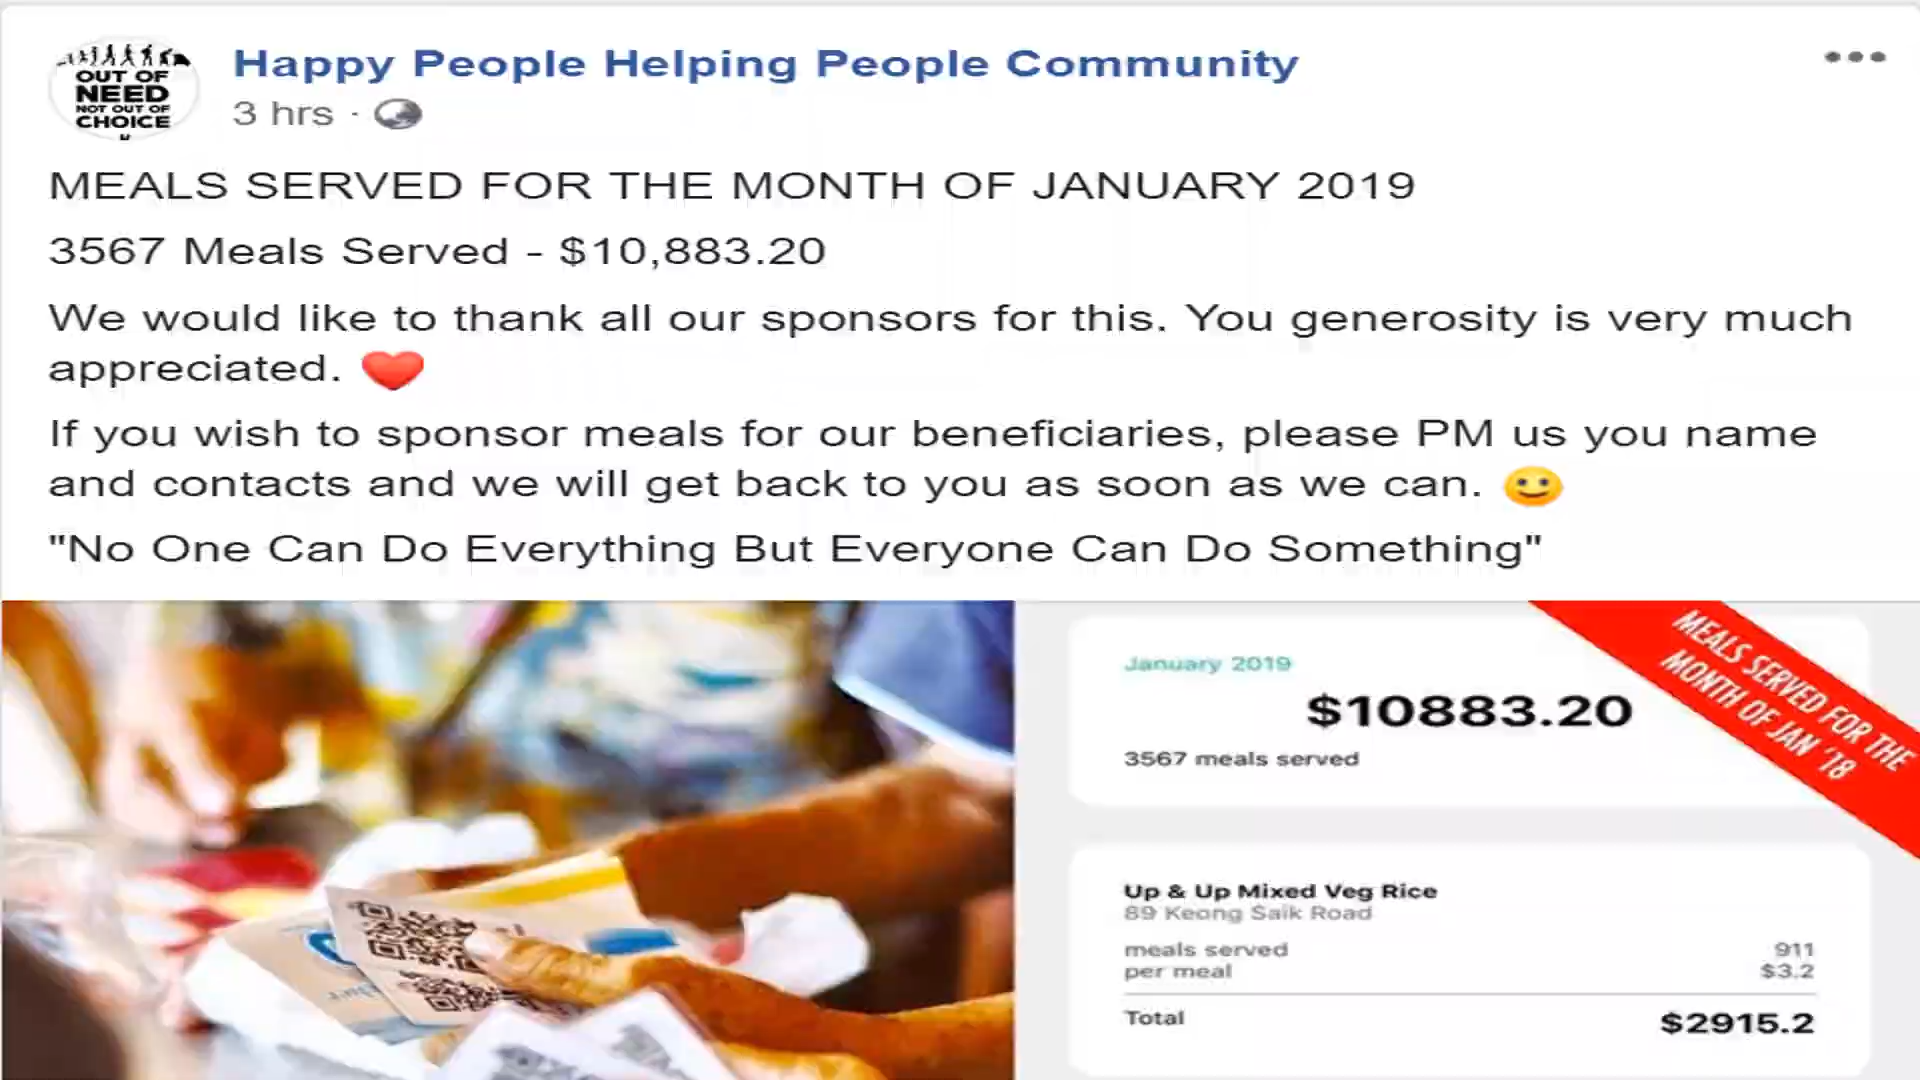 OUT OF
NEED
NOT OUT OF
CHOICE
Happy People Helping People Community
3 hrs ·
MEALS SERVED FOR THE MONTH OF JANUARY 2019
3567 Meals Served - $10,883.20
We would like to thank all our sponsors for this. You generosity is very much
appreciated. ❤️
If you wish to sponsor meals for our beneficiaries, please PM us you name
and contacts and we will get back to you as soon as we can. 🙂
"No One Can Do Everything But Everyone Can Do Something"
January 2019
$10883.20
3567 meals served
MEALS SERVED FOR THE
MONTH OF JAN '18
Up & Up Mixed Veg Rice
89 Keong Saik Road
meals served 911
per meal $3.2
Total $2915.2